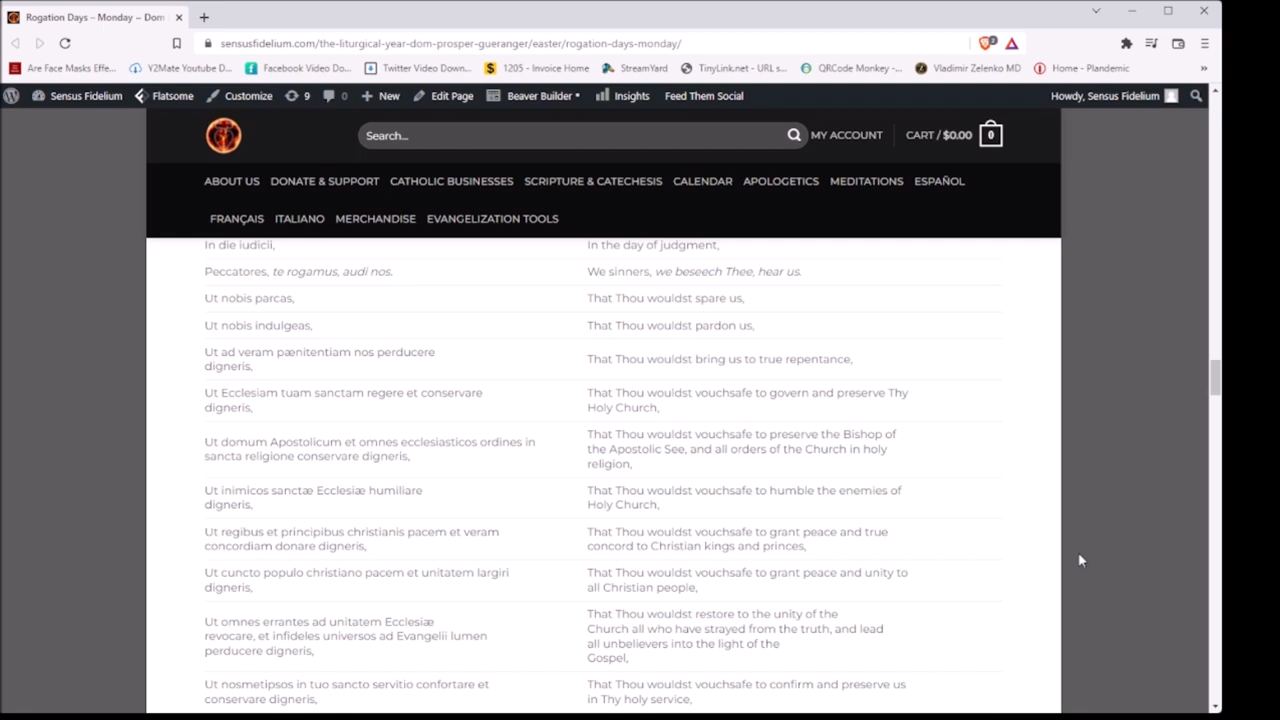 Rogation Days – Monday – Dom
sensusfidelium.com/the-liturgical-year-dom-prosper-gueranger/easter/rogation-days-monday/
2
Are Face Masks Effe... Y2Mate Youtube D... Facebook Video Do... Twitter Video Down... 1205 - Invoice Home StreamYard TinyLink.net - URL s... QRCode Monkey -... Vladimir Zelenko MD Home - Plandemic »
Sensus Fidelium Flatsome Customize 9 0 New Edit Page Beaver Builder Insights Feed Them Social Howdy, Sensus Fidelium
Search... MY ACCOUNT CART / $0.00 0
ABOUT US DONATE & SUPPORT CATHOLIC BUSINESSES SCRIPTURE & CATECHESIS CALENDAR APOLOGETICS MEDITATIONS ESPAÑOL
FRANÇAIS ITALIANO MERCHANDISE EVANGELIZATION TOOLS
In die iudicii,
In the day of judgment,
Peccatores, te rogamus, audi nos.
We sinners, we beseech Thee, hear us.
Ut nobis parcas,
That Thou wouldst spare us,
Ut nobis indulgeas,
That Thou wouldst pardon us,
Ut ad veram pænitentiam nos perducere
digneris,
That Thou wouldst bring us to true repentance,
Ut Ecclesiam tuam sanctam regere et conservare
digneris,
That Thou wouldst vouchsafe to govern and preserve Thy
Holy Church,
Ut domum Apostolicum et omnes ecclesiasticos ordines in
sancta religione conservare digneris,
That Thou wouldst vouchsafe to preserve the Bishop of
the Apostolic See, and all orders of the Church in holy
religion,
Ut inimicos sanctæ Ecclesiæ humiliare
digneris,
That Thou wouldst vouchsafe to humble the enemies of
Holy Church,
Ut regibus et principibus christianis pacem et veram
concordiam donare digneris,
That Thou wouldst vouchsafe to grant peace and true
concord to Christian kings and princes,
Ut cuncto populo christiano pacem et unitatem largiri
digneris,
That Thou wouldst vouchsafe to grant peace and unity to
all Christian people,
Ut omnes errantes ad unitatem Ecclesiæ
revocare, et infideles universos ad Evangelii lumen
perducere digneris,
That Thou wouldst restore to the unity of the
Church all who have strayed from the truth, and lead
all unbelievers into the light of the
Gospel,
Ut nosmetipsos in tuo sancto servitio confortare et
conservare digneris,
That Thou wouldst vouchsafe to confirm and preserve us
in Thy holy service,